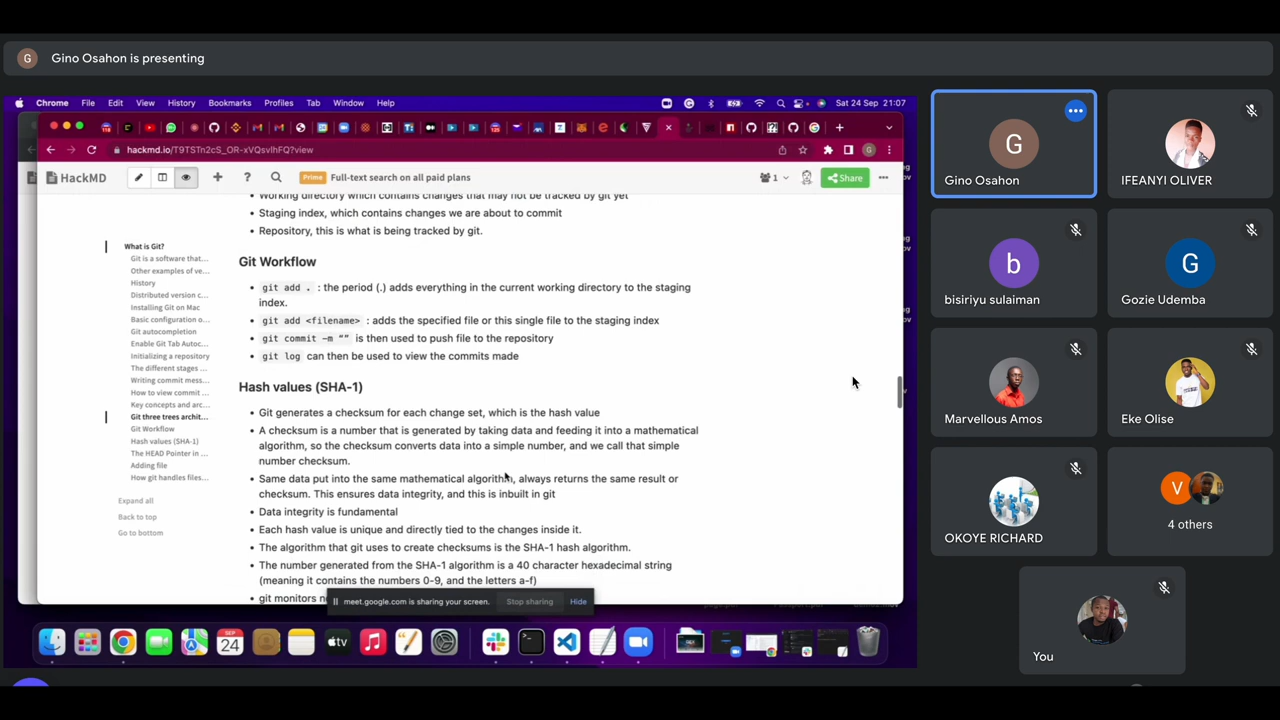 G Gino Osahon is presenting
Chrome File Edit View History Bookmarks Profiles Tab Window Help Sat 24 Sep 21:07
hackmd.io/T9TSTn2cS_OR-xVQsvlhFQ?view
HackMD
Prime Full-text search on all paid plans
1
Share
Working directory which contains changes that may not be tracked by git yet
• Staging index, which contains changes we are about to commit
• Repository, this is what is being tracked by git.
What is Git?
Git is a software that...
Other examples of ve...
History
Distributed version c...
Installing Git on Mac
Basic configuration o...
Git autocompletion
Enable Git Tab Autoc...
Initializing a repository
The different stages ...
Writing commit mess...
How to view commit ...
Key concepts and arc...
Git three trees archit...
Git Workflow
Hash values (SHA-1)
The HEAD Pointer in ...
Adding file
How git handles files...
Expand all
Back to top
Go to bottom
Git Workflow
• git add . : the period (.) adds everything in the current working directory to the staging
index.
• git add <filename> : adds the specified file or this single file to the staging index
• git commit -m “” is then used to push file to the repository
• git log can then be used to view the commits made
Hash values (SHA-1)
• Git generates a checksum for each change set, which is the hash value
• A checksum is a number that is generated by taking data and feeding it into a mathematical
algorithm, so the checksum converts data into a simple number, and we call that simple
number checksum.
• Same data put into the same mathematical algorithm, always returns the same result or
checksum. This ensures data integrity, and this is inbuilt in git
• Data integrity is fundamental
• Each hash value is unique and directly tied to the changes inside it.
• The algorithm that git uses to create checksums is the SHA-1 hash algorithm.
• The number generated from the SHA-1 algorithm is a 40 character hexadecimal string
(meaning it contains the numbers 0-9, and the letters a-f)
• git monitors
meet.google.com is sharing your screen. Stop sharing Hide
SEP
24
tv
G
Gino Osahon
IFEANYI OLIVER
b
bisiriyu sulaiman
G
Gozie Udemba
Marvellous Amos
Eke Olise
OKOYE RICHARD
V
4 others
You